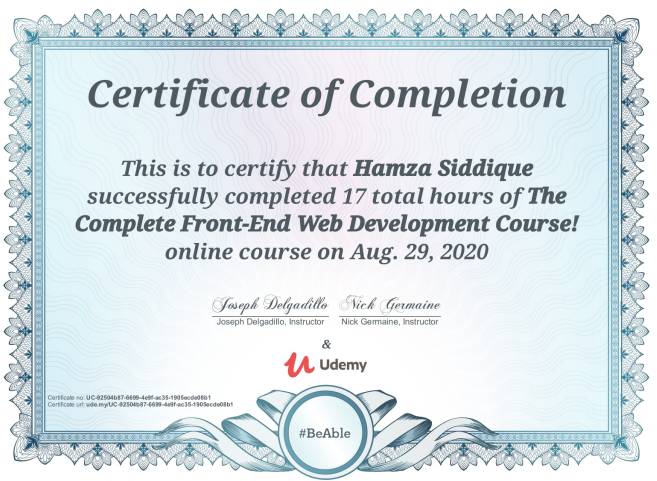 Certificate of Completion
This is to certify that Hamza Siddique
successfully completed 17 total hours of The
Complete Front-End Web Development Course!
online course on Aug. 29, 2020
Joseph Delgadillo Nick Germaine
Joseph Delgadillo, Instructor Nick Germaine, Instructor
&
Udemy
Certificate no: UC-92504b87-6699-4e9f-ac35-1905ecde08b1
Certificate url: ude.my/UC-92504b87-6699-4e9f-ac35-1905ecde08b1
#BeAble